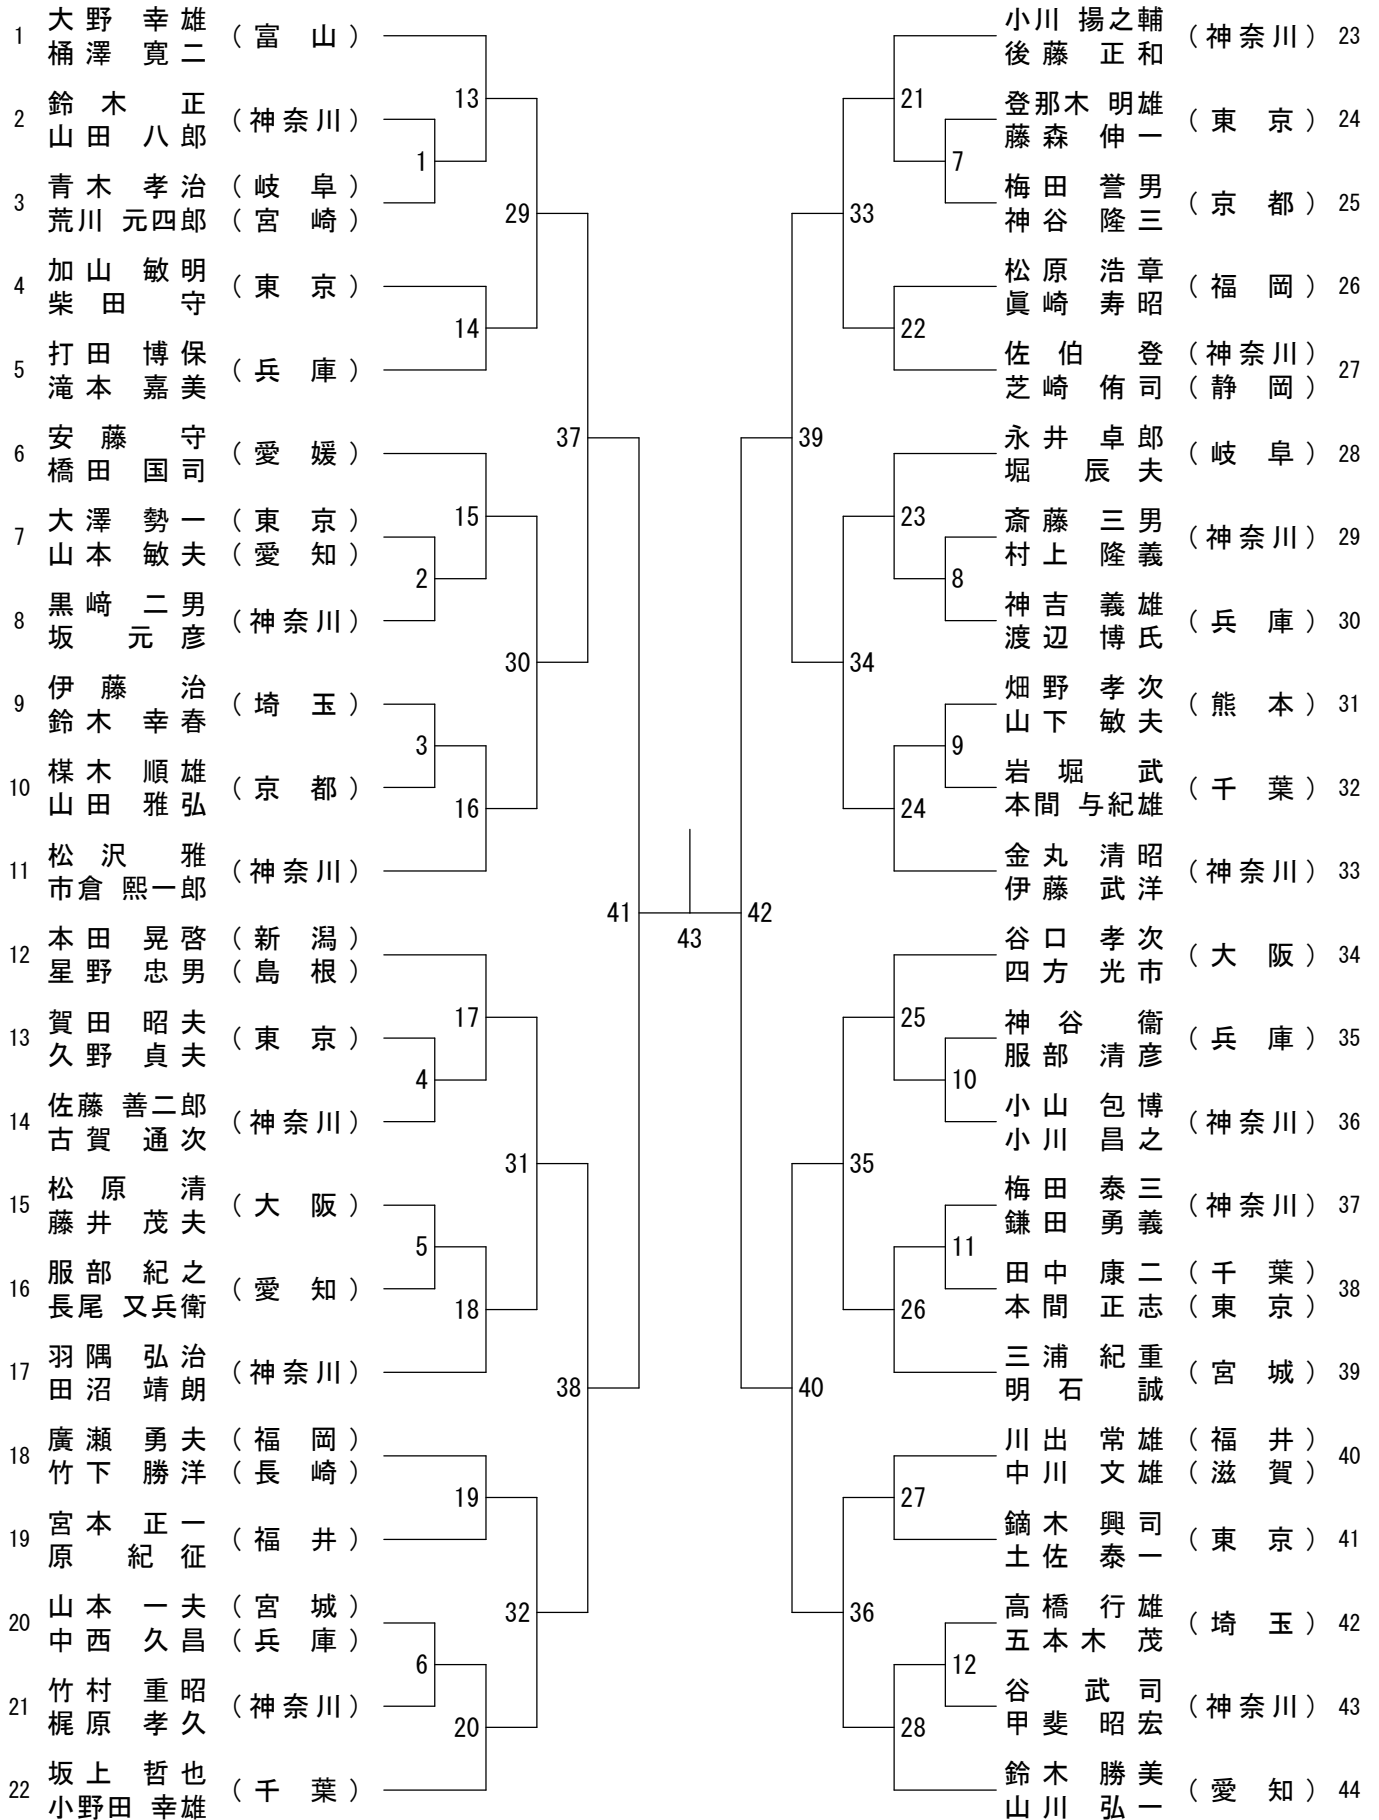 1 大野 幸雄 (富山)
桶澤 寛二
2 鈴木 正 (神奈川)
山田 八郎
3 青木 孝治 (岐阜)
荒川 元四郎 (宮崎)
4 加山 敏明 (東京)
柴田 守
5 打田 博保 (兵庫)
滝本 嘉美
6 安藤 守 (愛媛)
橋田 国司
7 大澤 勢一 (東京)
山本 敏夫 (愛知)
8 黒﨑 二男 (神奈川)
坂 元彦
9 伊藤 治 (埼玉)
鈴木 幸春
10 楳木 順雄 (京都)
山田 雅弘
11 松沢 雅 (神奈川)
市倉 熙一郎
12 本田 晃啓 (新潟)
星野 忠男 (島根)
13 賀田 昭夫 (東京)
久野 貞夫
14 佐藤 善二郎 (神奈川)
古賀 通次
15 松原 清 (大阪)
藤井 茂夫
16 服部 紀之 (愛知)
長尾 又兵衛
17 羽隅 弘治 (神奈川)
田沼 靖朗
18 廣瀬 勇夫 (福岡)
竹下 勝洋 (長崎)
19 宮本 正一 (福井)
原 紀征
20 山本 一夫 (宮城)
中西 久昌 (兵庫)
21 竹村 重昭 (神奈川)
梶原 孝久
22 坂上 哲也 (千葉)
小野田 幸雄
1
2
3
4
5
6
13
14
15
16
17
18
19
20
29
30
31
32
37
38
41
43
42
39
40
33
34
35
36
21
22
23
24
25
26
27
28
7
8
9
10
11
12
小川 揚之輔 (神奈川) 23
後藤 正和
登那木 明雄 (東京) 24
藤森 伸一
梅田 誉男 (京都) 25
神谷 隆三
松原 浩章 (福岡) 26
眞崎 寿昭
佐伯 登 (神奈川) 27
芝崎 侑司 (静岡)
永井 卓郎 (岐阜) 28
堀 辰夫
斎藤 三男 (神奈川) 29
村上 隆義
神吉 義雄 (兵庫) 30
渡辺 博氏
畑野 孝次 (熊本) 31
山下 敏夫
岩堀 武 (千葉) 32
本間 与紀雄
金丸 清昭 (神奈川) 33
伊藤 武洋
谷口 孝次 (大阪) 34
四方 光市
神谷 衞 (兵庫) 35
服部 清彦
小山 包博 (神奈川) 36
小川 昌之
梅田 泰三 (神奈川) 37
鎌田 勇義
田中 康二 (千葉) 38
本間 正志 (東京)
三浦 紀重 (宮城) 39
明石 誠
川出 常雄 (福井) 40
中川 文雄 (滋賀)
鏑木 興司 (東京) 41
土佐 泰一
高橋 行雄 (埼玉) 42
五本木 茂
谷 武司 (神奈川) 43
甲斐 昭宏
鈴木 勝美 (愛知) 44
山川 弘一